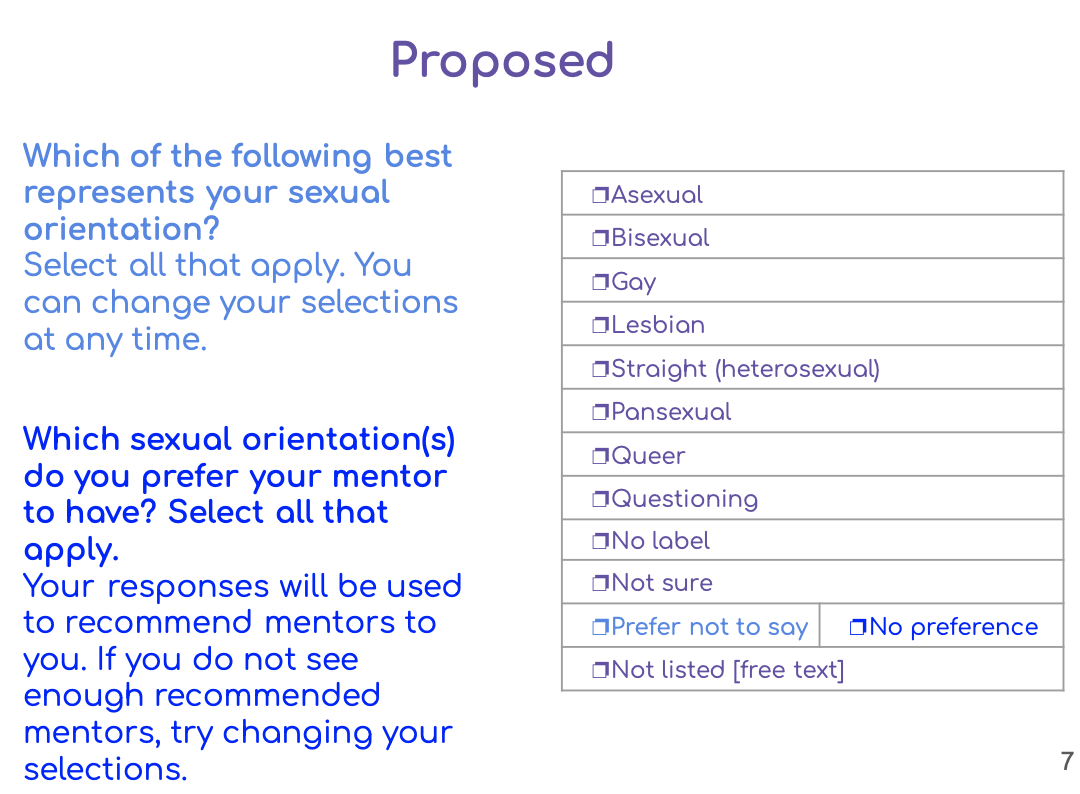 Proposed
Which of the following best
represents your sexual
orientation?
Select all that apply. You
can change your selections
at any time.
Which sexual orientation(s)
do you prefer your mentor
to have? Select all that
apply.
Your responses will be used
to recommend mentors to
you. If you do not see
enough recommended
mentors, try changing your
selections.
❐Asexual
❐Bisexual
❐Gay
❐Lesbian
❐Straight (heterosexual)
❐Pansexual
❐Queer
❐Questioning
❐No label
❐Not sure
❐Prefer not to say ❐No preference
❐Not listed [free text]
7